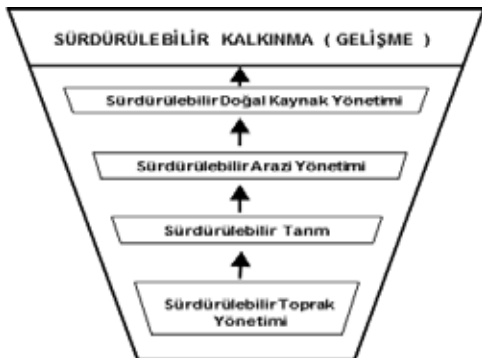 SÜRDÜRÜLEBİLİR KALKINMA ( GELİŞME )
Sürdürülebilir Doğal Kaynak Yönetimi
Sürdürülebilir Arazi Yönetimi
Sürdürülebilir Tarım
Sürdürülebilir Toprak
Yönetimi